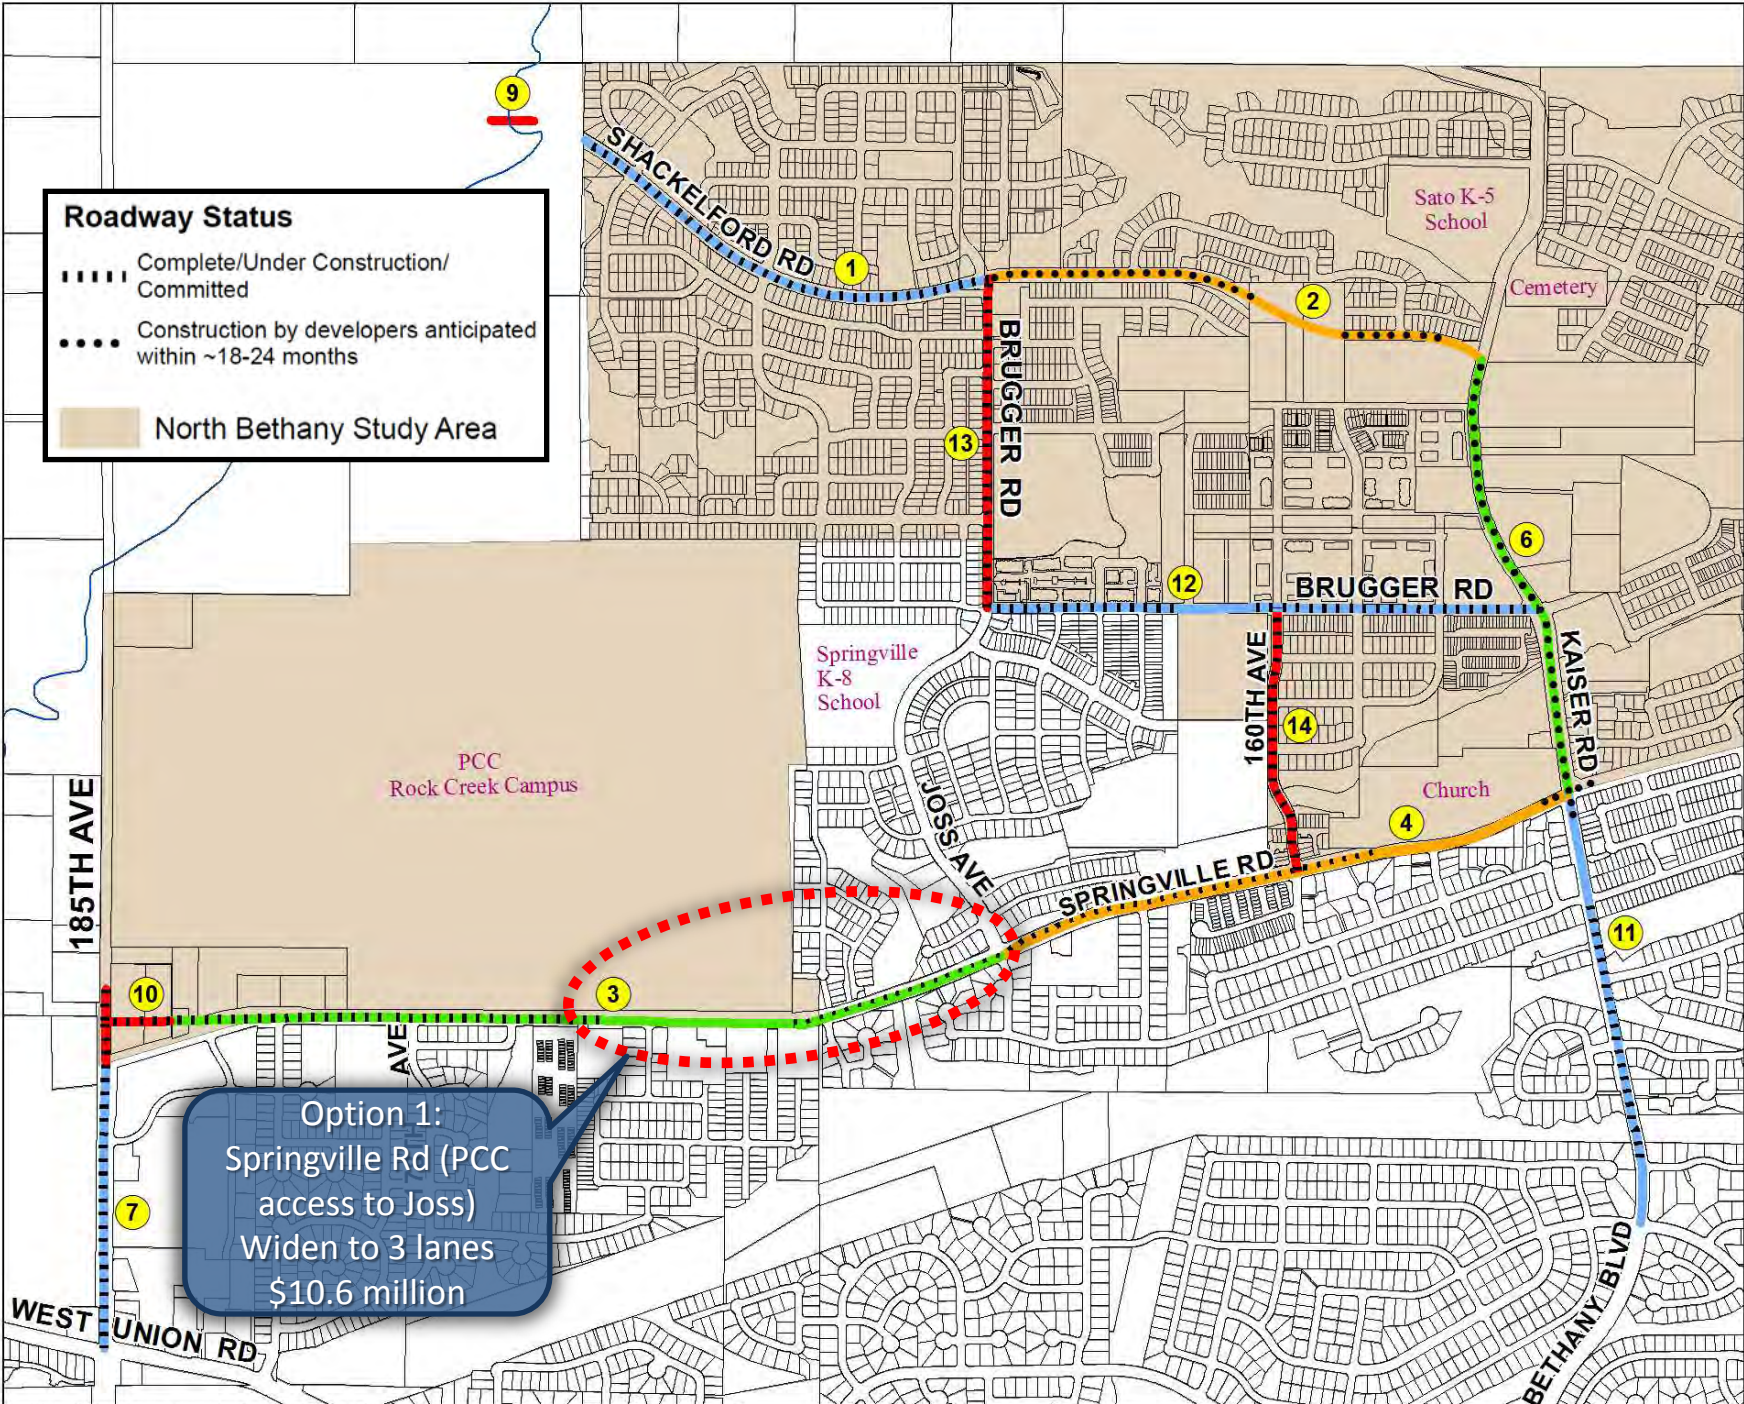 9
SHACKELFORD RD
1
2
Sato K-5
School
Cemetery
Roadway Status
Complete/Under Construction/
Committed
Construction by developers anticipated
within ~18-24 months
North Bethany Study Area
BRUGGER RD
13
6
12
BRUGGER RD
Springville
K-8
School
160TH AVE
14
KAISER RD
PCC
Rock Creek Campus
185TH AVE
JOSS AVE
Church
4
SPRINGVILLE RD
11
10
3
AVE
Option 1:
Springville Rd (PCC
access to Joss)
Widen to 3 lanes
$10.6 million
7
WEST UNION RD
BETHANY BLVD